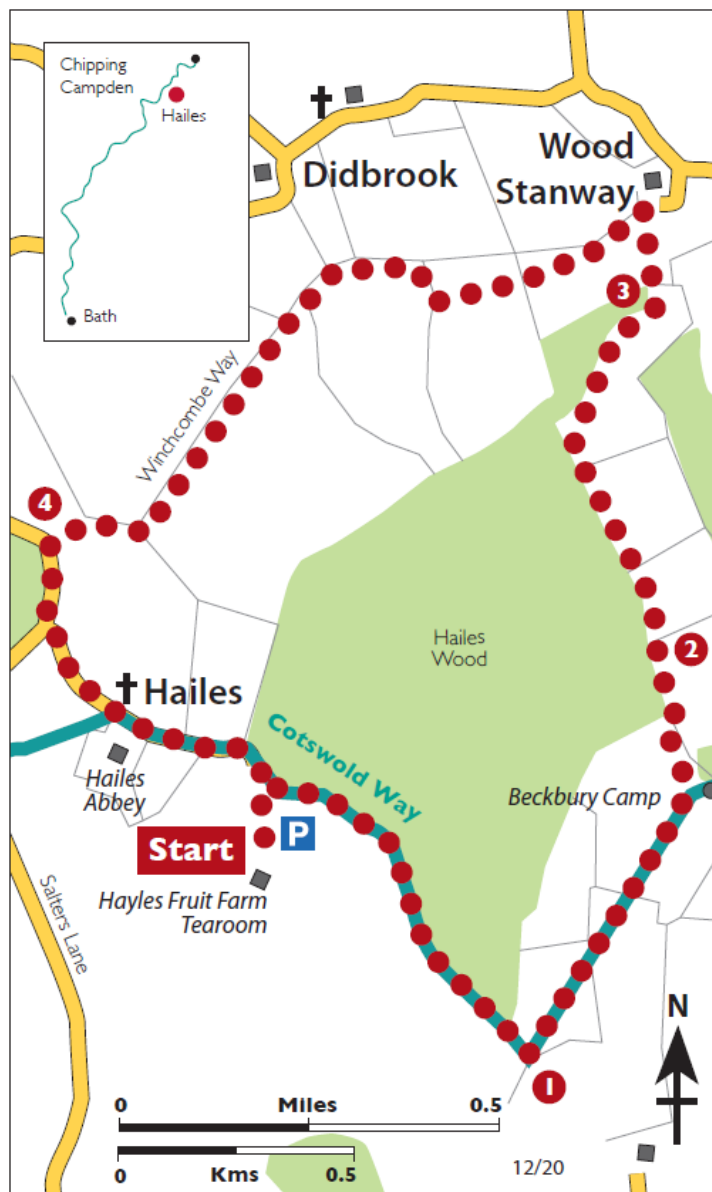 Chipping
Campden
Hailes
Bath
Didbrook
Wood
Stanway
3
Winchcombe Way
4
Hailes
Wood
2
Hailes
Cotswold Way
Hailes
Abbey
Beckbury Camp
Start
P
Hayles Fruit Farm
Tearoom
Salters Lane
N
1
0 Miles 0.5
0 Kms 0.5
12/20